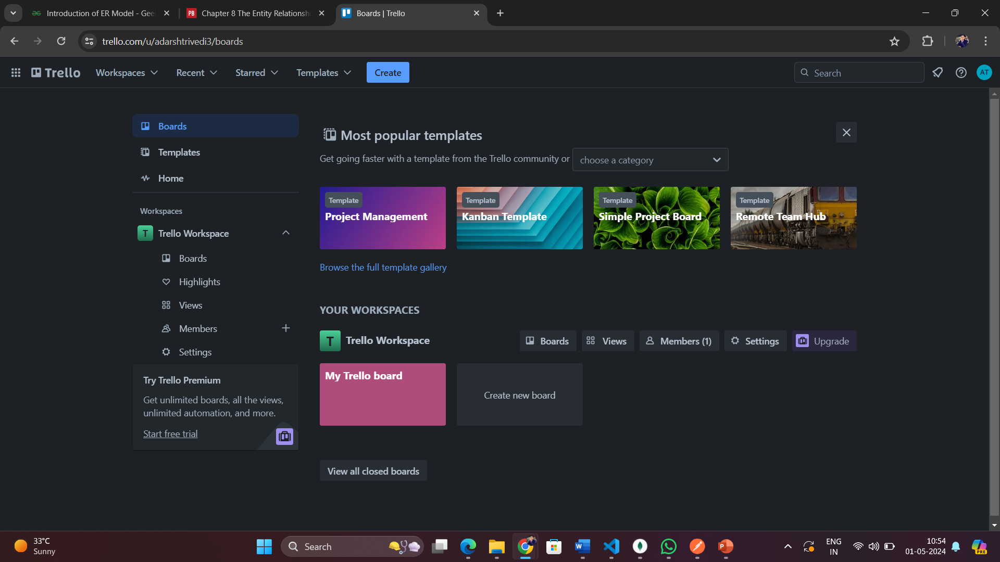 Introduction of ER Model - Gee
PB Chapter 8 The Entity Relationshi
Boards | Trello
trello.com/u/adarshtrivedi3/boards
Trello Workspaces Recent Starred Templates Create Search AT
Boards
Templates
Home
Workspaces
T Trello Workspace
Boards
Highlights
Views
Members
Settings
Try Trello Premium
Get unlimited boards, all the views,
unlimited automation, and more.
Start free trial
Most popular templates
Get going faster with a template from the Trello community or choose a category
Template
Project Management
Template
Kanban Template
Template
Simple Project Board
Template
Remote Team Hub
Browse the full template gallery
YOUR WORKSPACES
T Trello Workspace Boards Views Members (1) Settings Upgrade
My Trello board
Create new board
View all closed boards
33°C
Sunny
Search
W
P
ENG
IN
10:54
01-05-2024
PRE